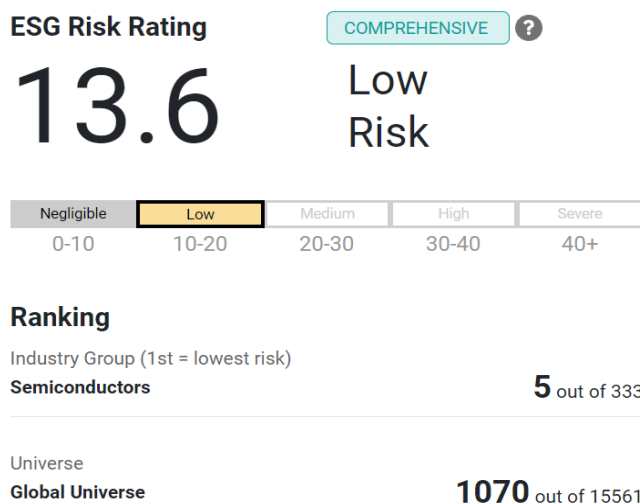 ESG Risk Rating
COMPREHENSIVE ?
13.6
Low
Risk
Negligible Low Medium High Severe
0-10 10-20 20-30 30-40 40+
Ranking
Industry Group (1st = lowest risk)
Semiconductors 5 out of 333
Universe
Global Universe 1070 out of 15561